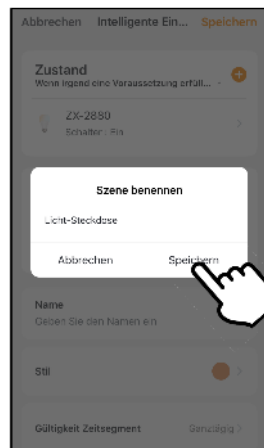 Abbrechen Intelligente Ein... Speichern
Zustand
Wenn irgend eine Voraussetzung erfüll...
ZX-2880
Schalter : Ein
Szene benennen
Licht-Steckdose
Abbrechen Speichern
Name
Geben Sie den Namen ein
Stil
Gültigkeit Zeitsegment Ganztägig